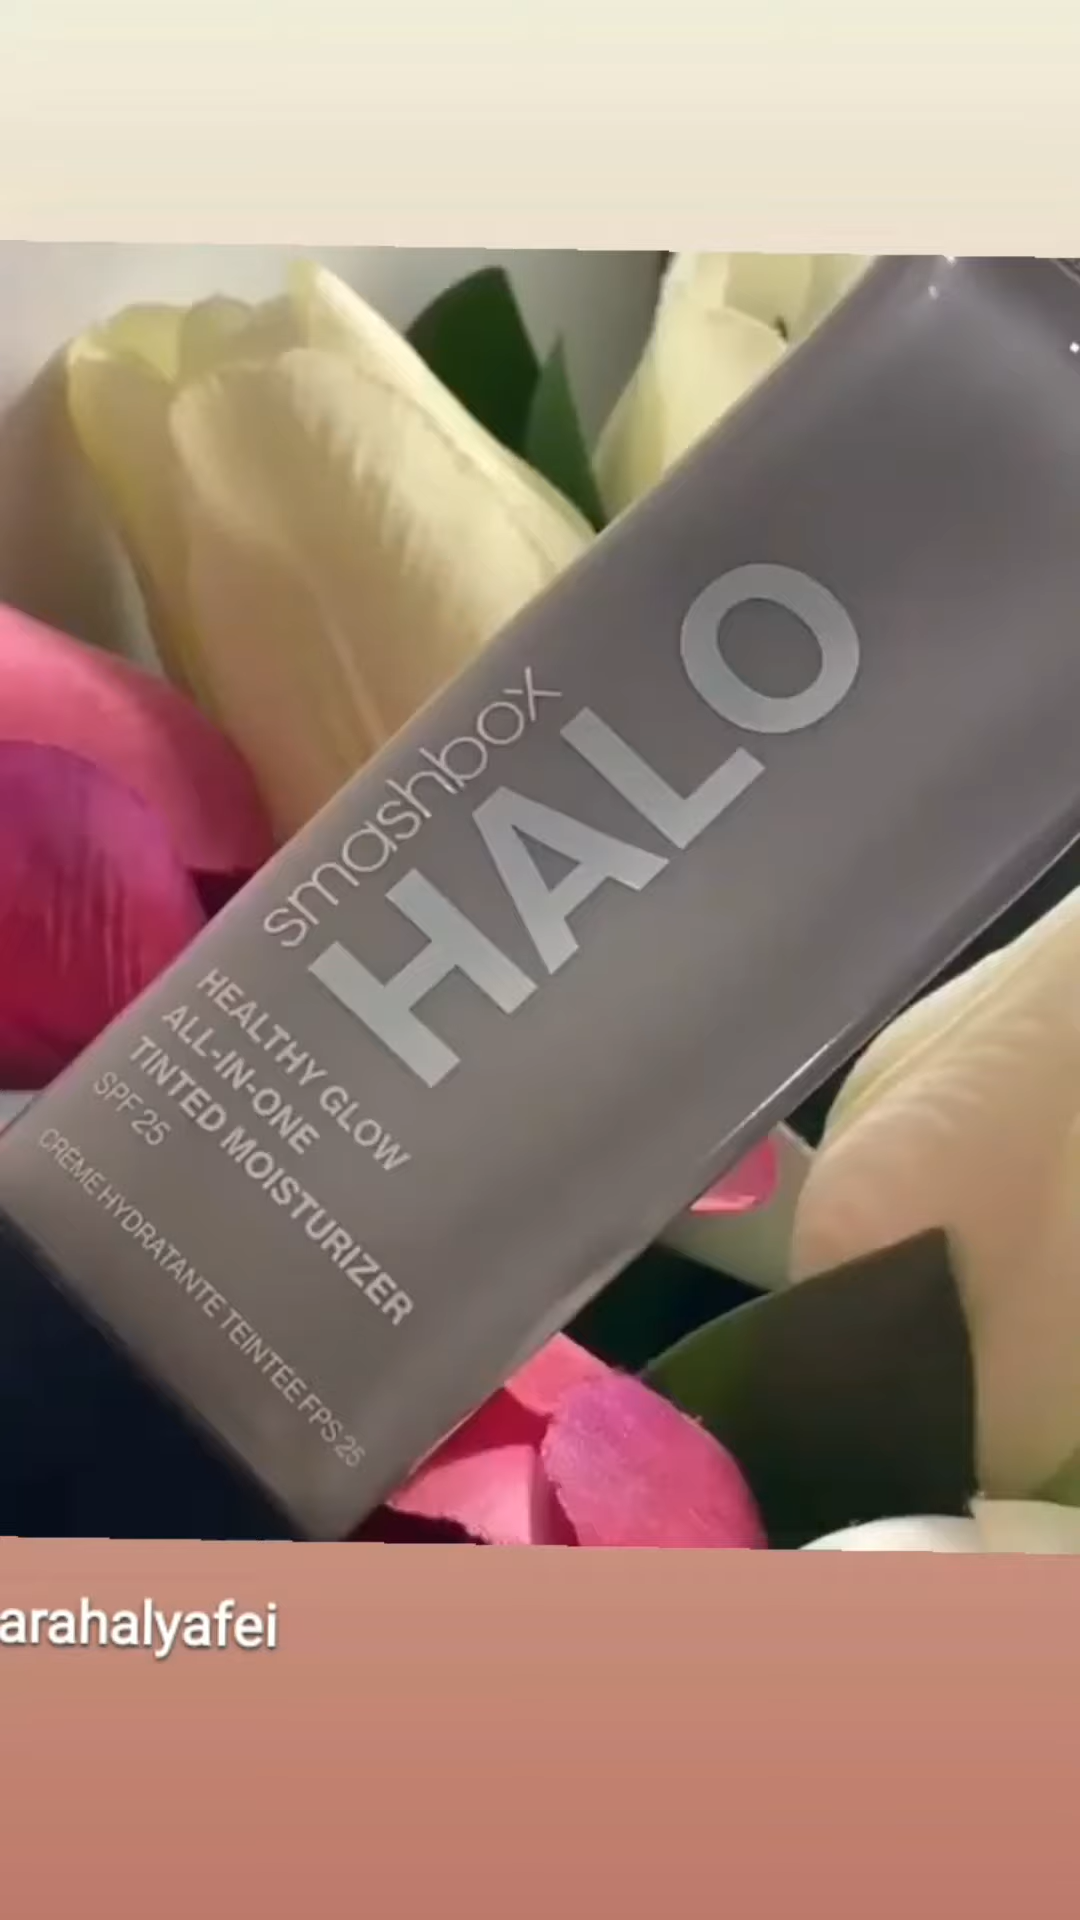 smashbox
HALO
HEALTHY GLOW
ALL-IN-ONE
TINTED MOISTURIZER
SPF 25
CRÈME HYDRATANTE TEINTÉE FPS 25
arahalyafei